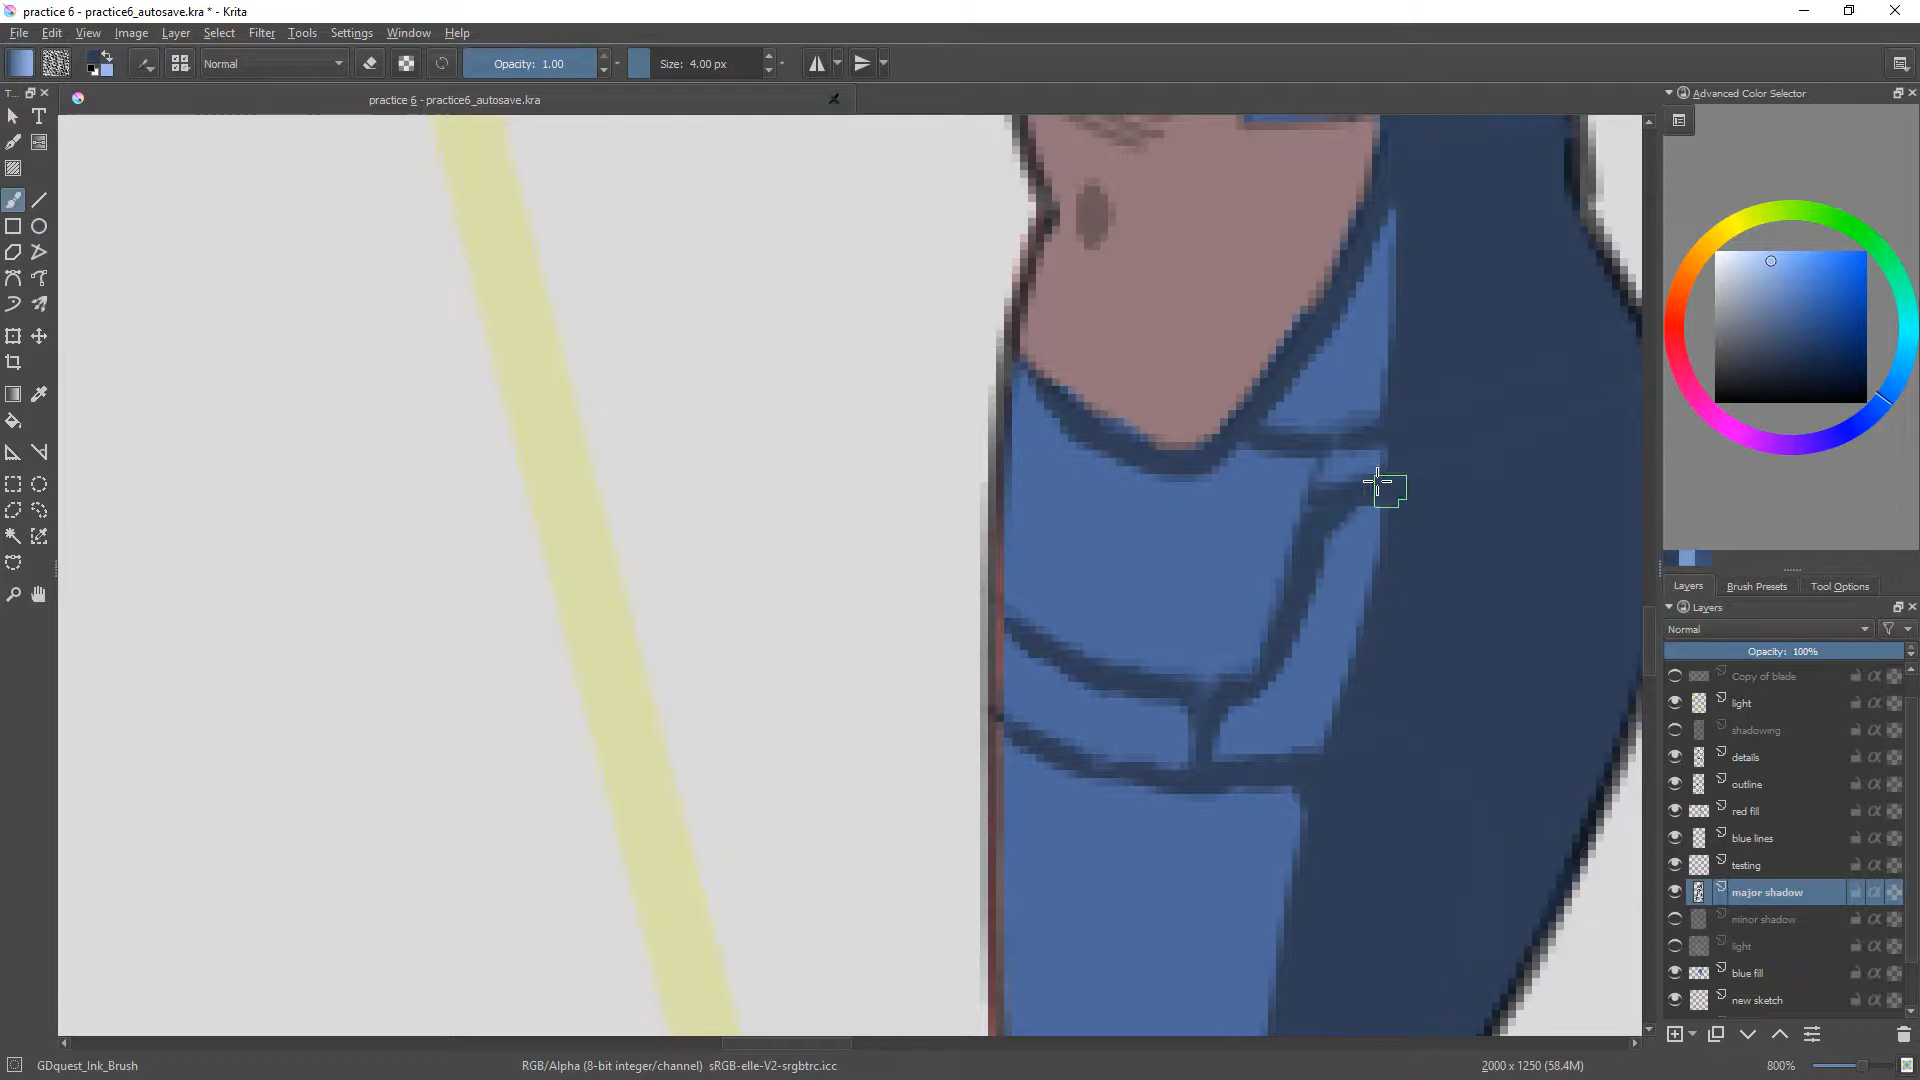 practice 6 - practice6_autosave.kra * - Krita
File Edit View Image Layer Select Filter Tools Settings Window Help
Normal
Opacity: 1.00
Size: 4.00 px
T...
practice 6 - practice6_autosave.kra
Advanced Color Selector
Layers Brush Presets Tool Options
Layers
Normal
Opacity: 100%
Copy of blade
light
shadowing
details
outline
red fill
blue lines
testing
major shadow
minor shadow
light
blue fill
new sketch
GDquest_Ink_Brush
RGB/Alpha (8-bit integer/channel) sRGB-elle-V2-srgbtrc.icc
2000 x 1250 (58.4M)
800%